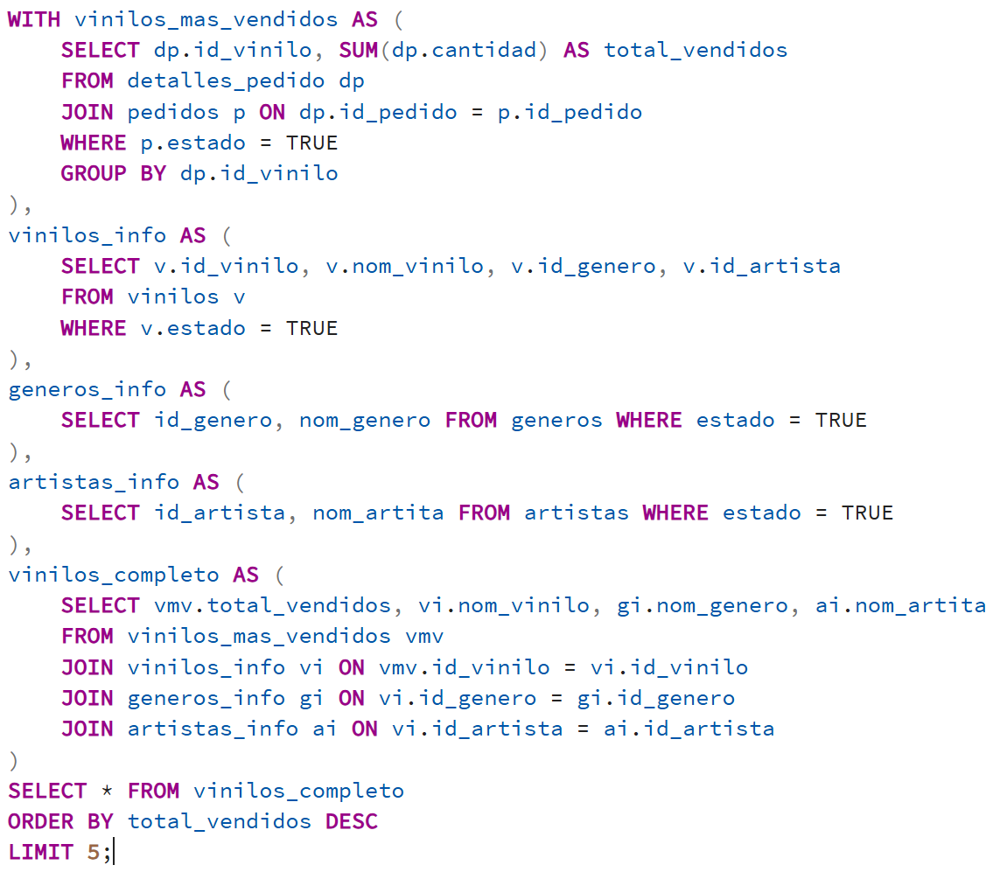 WITH vinilos_mas_vendidos AS (
    SELECT dp.id_vinilo, SUM(dp.cantidad) AS total_vendidos
    FROM detalles_pedido dp
    JOIN pedidos p ON dp.id_pedido = p.id_pedido
    WHERE p.estado = TRUE
    GROUP BY dp.id_vinilo
),
vinilos_info AS (
    SELECT v.id_vinilo, v.nom_vinilo, v.id_genero, v.id_artista
    FROM vinilos v
    WHERE v.estado = TRUE
),
generos_info AS (
    SELECT id_genero, nom_genero FROM generos WHERE estado = TRUE
),
artistas_info AS (
    SELECT id_artista, nom_artita FROM artistas WHERE estado = TRUE
),
vinilos_completo AS (
    SELECT vmv.total_vendidos, vi.nom_vinilo, gi.nom_genero, ai.nom_artita
    FROM vinilos_mas_vendidos vmv
    JOIN vinilos_info vi ON vmv.id_vinilo = vi.id_vinilo
    JOIN generos_info gi ON vi.id_genero = gi.id_genero
    JOIN artistas_info ai ON vi.id_artista = ai.id_artista
)
SELECT * FROM vinilos_completo
ORDER BY total_vendidos DESC
LIMIT 5;